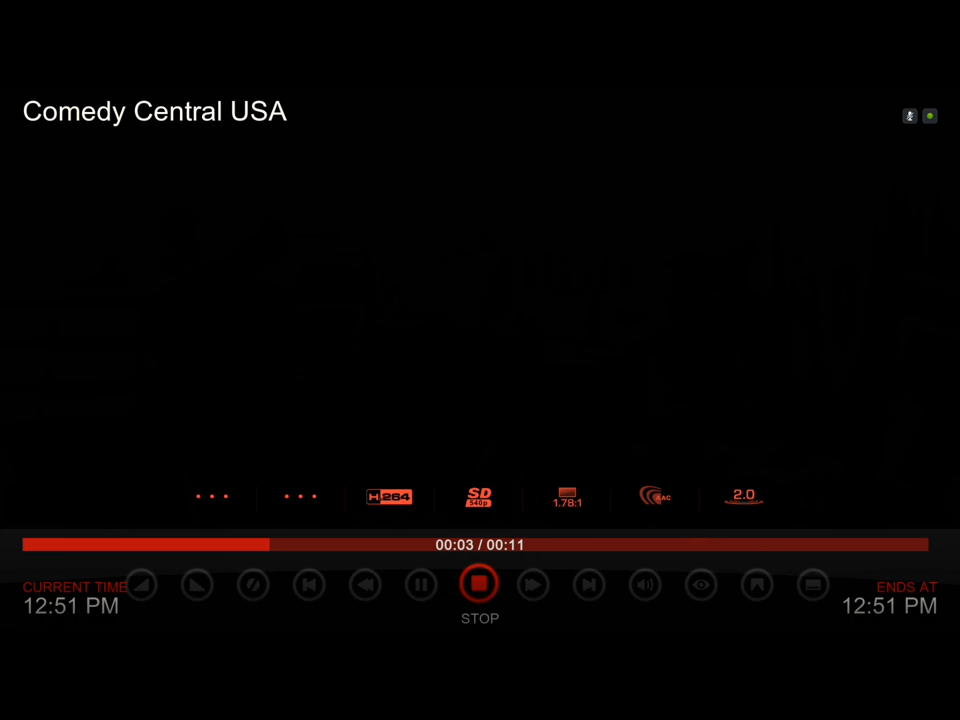 Comedy Central USA
... ... H.264 SD 540p 1.78:1 AAC 2.0
00:03 / 00:11
CURRENT TIME
12:51 PM
ENDS AT
12:51 PM
STOP